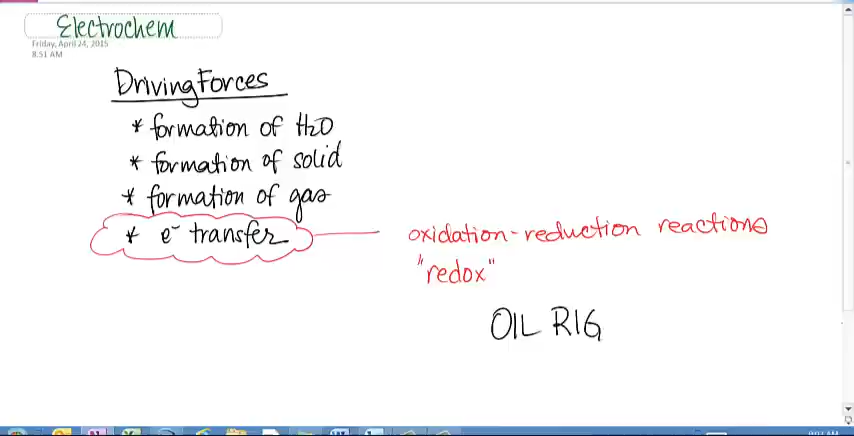 Electrochem
Friday, April 24, 2015
8:51 AM
Driving Forces
* formation of H2O
* formation of solid
* formation of gas
* e⁻ transfer
oxidation-reduction reactions
"redox"
OIL RIG